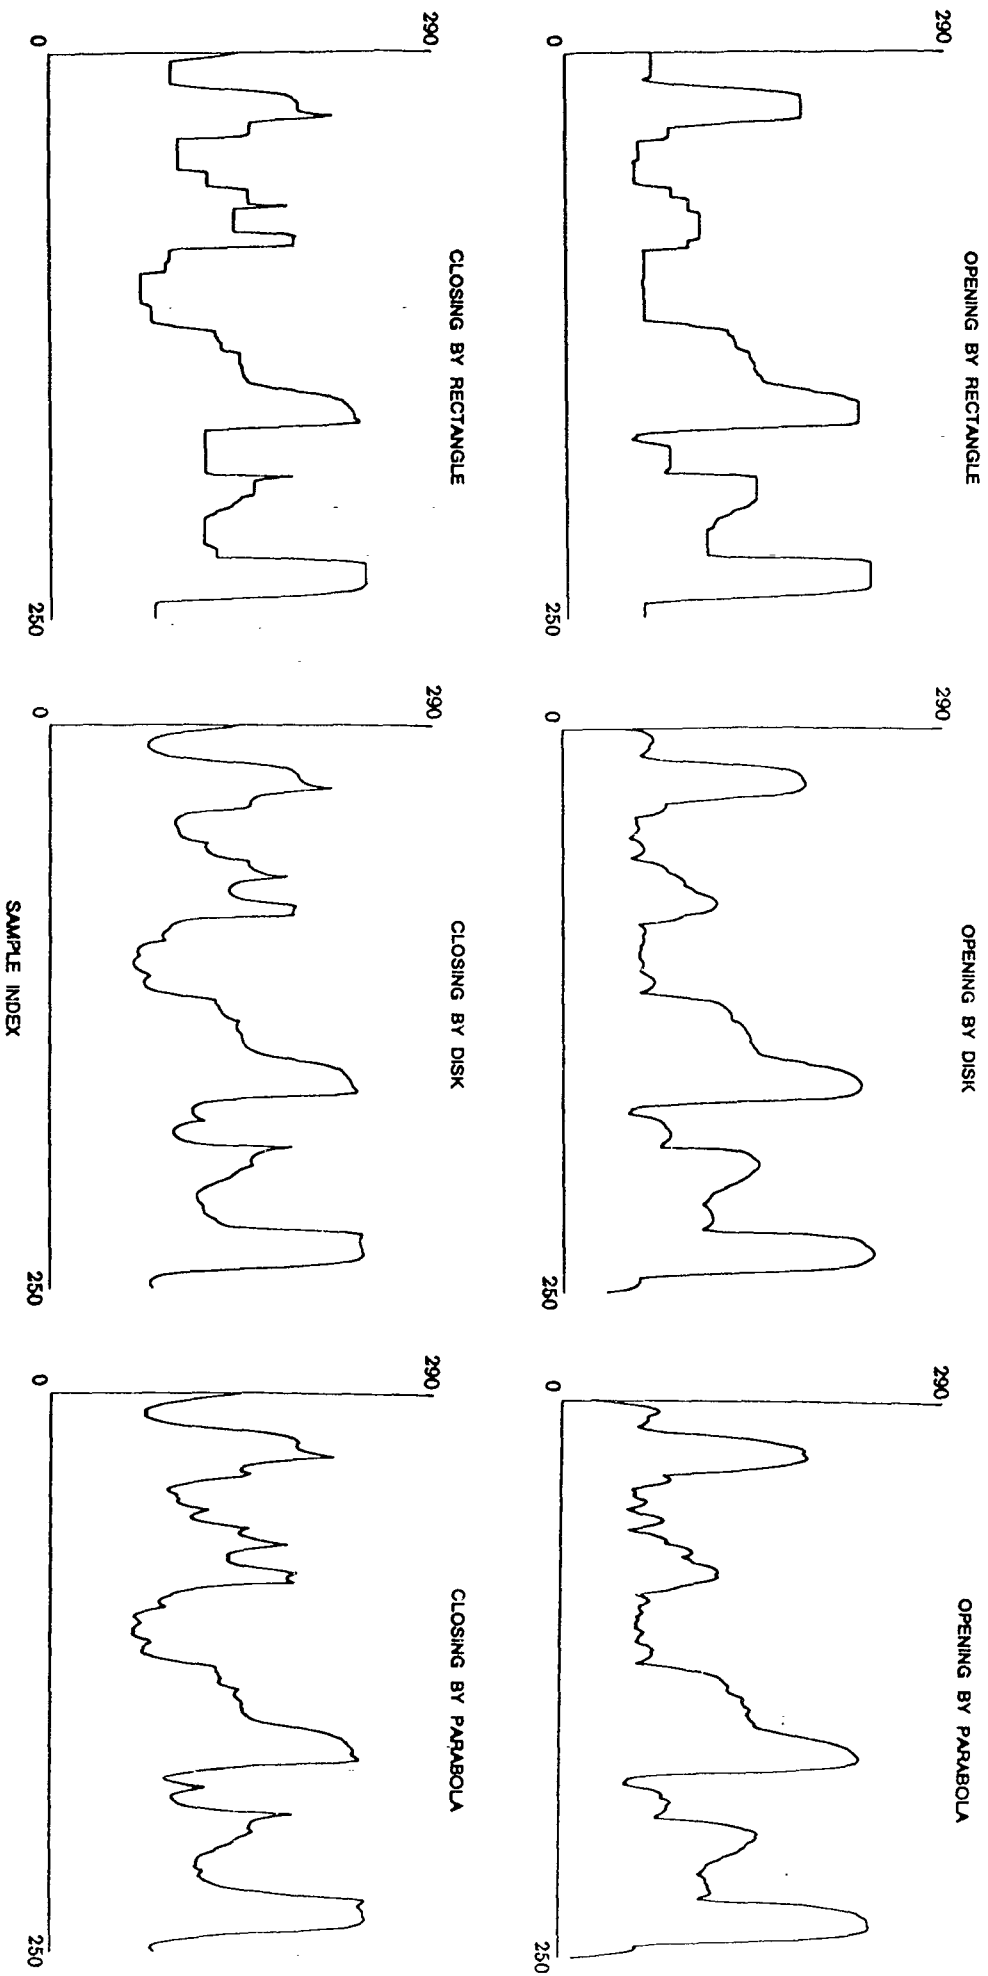 OPENING BY RECTANGLE
290
0
250
OPENING BY DISK
290
0
250
OPENING BY PARABOLA
290
0
250
CLOSING BY RECTANGLE
290
0
250
CLOSING BY DISK
290
0
250
SAMPLE INDEX
CLOSING BY PARABOLA
290
0
250